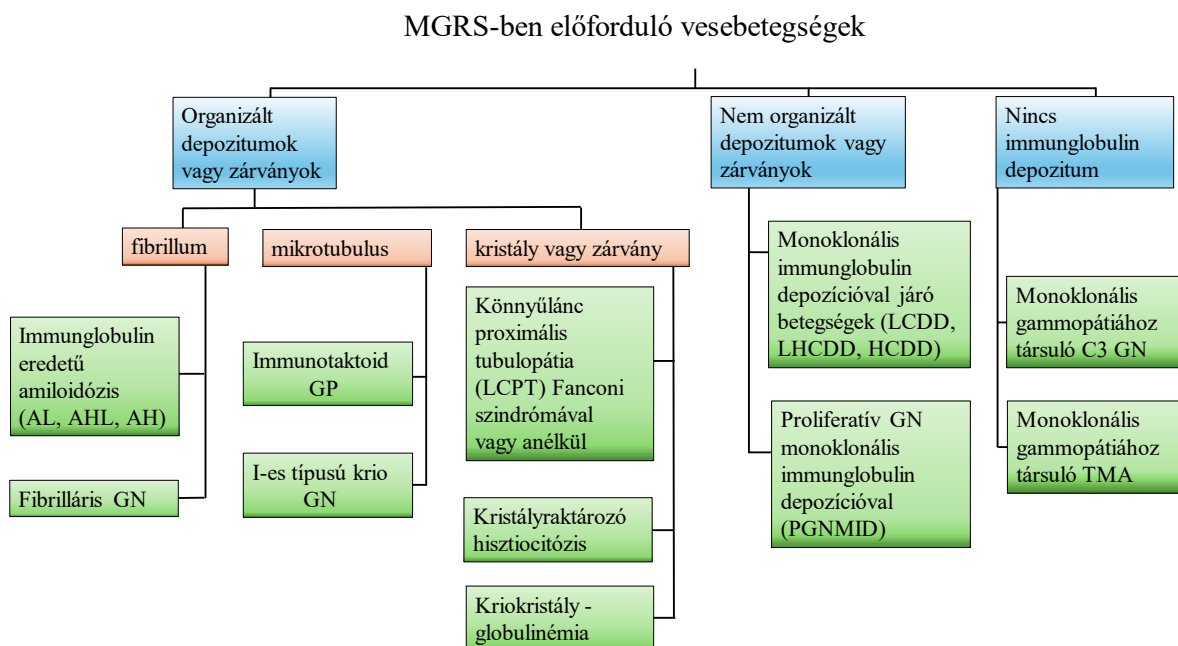 MGRS-ben előforduló vesebetegségek
Organizált
depozitumok
vagy zárványok
Nem organizált
depozitumok vagy
zárványok
Nincs
immunglobulin
depozitum
fibrillum
mikrotubulus
kristály vagy zárvány
Immunglobulin
eredetű
amiloidózis
(AL, AHL, AH)
Fibrilláris GN
Immunotaktoid
GP
I-es típusú krio
GN
Könnyűlánc
proximális
tubulopátia
(LCPT) Fanconi
szindrómával
vagy anélkül
Kristályraktározó
hisztiocitózis
Kriokristály -
globulinémia
Monoklonális
immunglobulin
depozícióval járó
betegségek (LCDD,
LHCDD, HCDD)
Proliferatív GN
monoklonális
immunglobulin
depozícióval
(PGNMID)
Monoklonális
gammopátiához
társuló C3 GN
Monoklonális
gammopátiához
társuló TMA